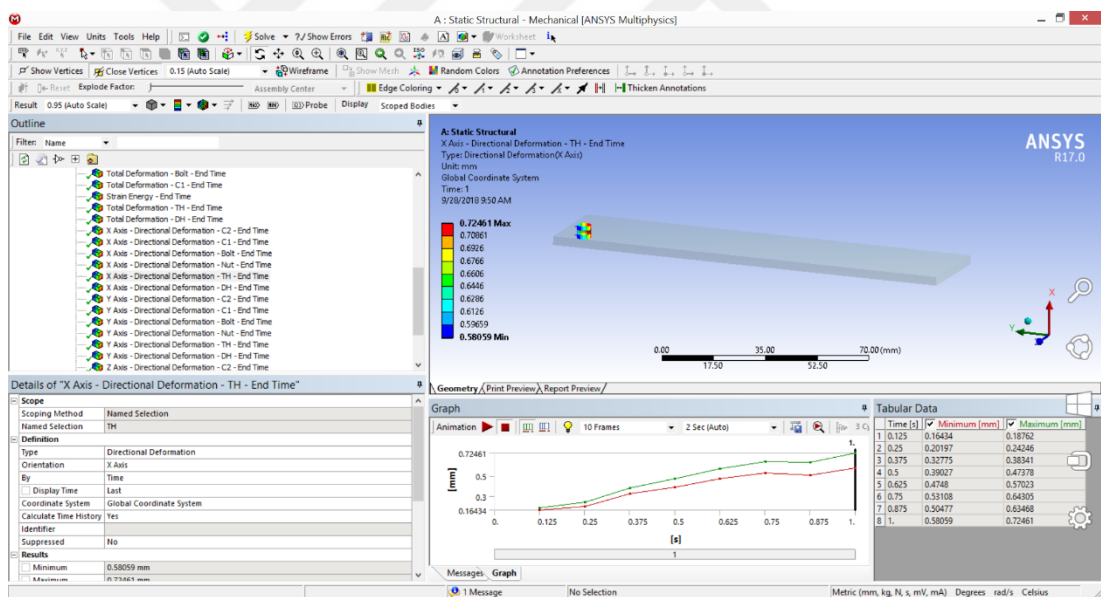 A : Static Structural - Mechanical [ANSYS Multiphysics]
File Edit View Units Tools Help Solve ?/ Show Errors Worksheet
Show Vertices Close Vertices 0.15 (Auto Scale) Wireframe Show Mesh Random Colors Annotation Preferences
Reset Explode Factor: Assembly Center Edge Coloring Thicken Annotations
Result 0.95 (Auto Scale) Probe Display Scoped Bodies
Outline
Filter: Name
Total Deformation - Bolt - End Time
Total Deformation - C1 - End Time
Strain Energy - End Time
Total Deformation - TH - End Time
Total Deformation - DH - End Time
X Axis - Directional Deformation - C2 - End Time
X Axis - Directional Deformation - C1 - End Time
X Axis - Directional Deformation - Bolt - End Time
X Axis - Directional Deformation - Nut - End Time
X Axis - Directional Deformation - TH - End Time
X Axis - Directional Deformation - DH - End Time
Y Axis - Directional Deformation - C2 - End Time
Y Axis - Directional Deformation - C1 - End Time
Y Axis - Directional Deformation - Bolt - End Time
Y Axis - Directional Deformation - Nut - End Time
Y Axis - Directional Deformation - TH - End Time
Y Axis - Directional Deformation - DH - End Time
Z Axis - Directional Deformation - C2 - End Time
Details of "X Axis - Directional Deformation - TH - End Time"
Scope
Scoping Method Named Selection
Named Selection TH
Definition
Type Directional Deformation
Orientation X Axis
By Time
Display Time Last
Coordinate System Global Coordinate System
Calculate Time History Yes
Identifier
Suppressed No
Results
Minimum 0.58059 mm
Maximum 0.72461 mm
A: Static Structural
X Axis - Directional Deformation - TH - End Time
Type: Directional Deformation(X Axis)
Unit: mm
Global Coordinate System
Time: 1
9/28/2018 9:50 AM
0.72461 Max
0.70861
0.6926
0.6766
0.6606
0.6446
0.6286
0.6126
0.59659
0.58059 Min
ANSYS
R17.0
X
Y
0.00 35.00 70.00 (mm)
17.50 52.50
Geometry Print Preview Report Preview
Graph
Animation 10 Frames 2 Sec (Auto)
1.
0.72461
0.5
0.3
0.16434
[mm]
0. 0.125 0.25 0.375 0.5 0.625 0.75 0.875 1.
[s]
1
Messages Graph
Tabular Data
Time [s] Minimum [mm] Maximum [mm]
1 0.125 0.16434 0.18762
2 0.25 0.20197 0.24246
3 0.375 0.32775 0.38341
4 0.5 0.39027 0.47378
5 0.625 0.4748 0.57023
6 0.75 0.53108 0.64305
7 0.875 0.50477 0.63468
8 1. 0.58059 0.72461
1 Message No Selection Metric (mm, kg, N, s, mV, mA) Degrees rad/s Celsius